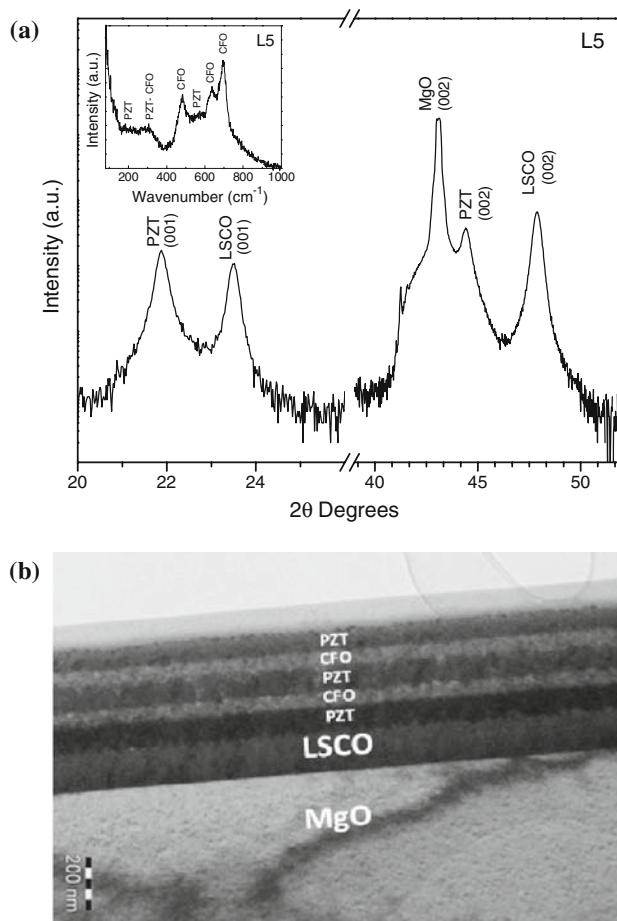 (a)
L5
L5
PZT
PZT- CFO
CFO
PZT
CFO
CFO
Intensity (a.u.)
200 400 600 800 1000
Wavenumber (cm-1)
PZT
(001)
LSCO
(001)
MgO
(002)
PZT
(002)
LSCO
(002)
Intensity (a.u.)
20 22 24 40 45 50
2θ Degrees
(b)
PZT
CFO
PZT
CFO
PZT
LSCO
MgO
200 nm